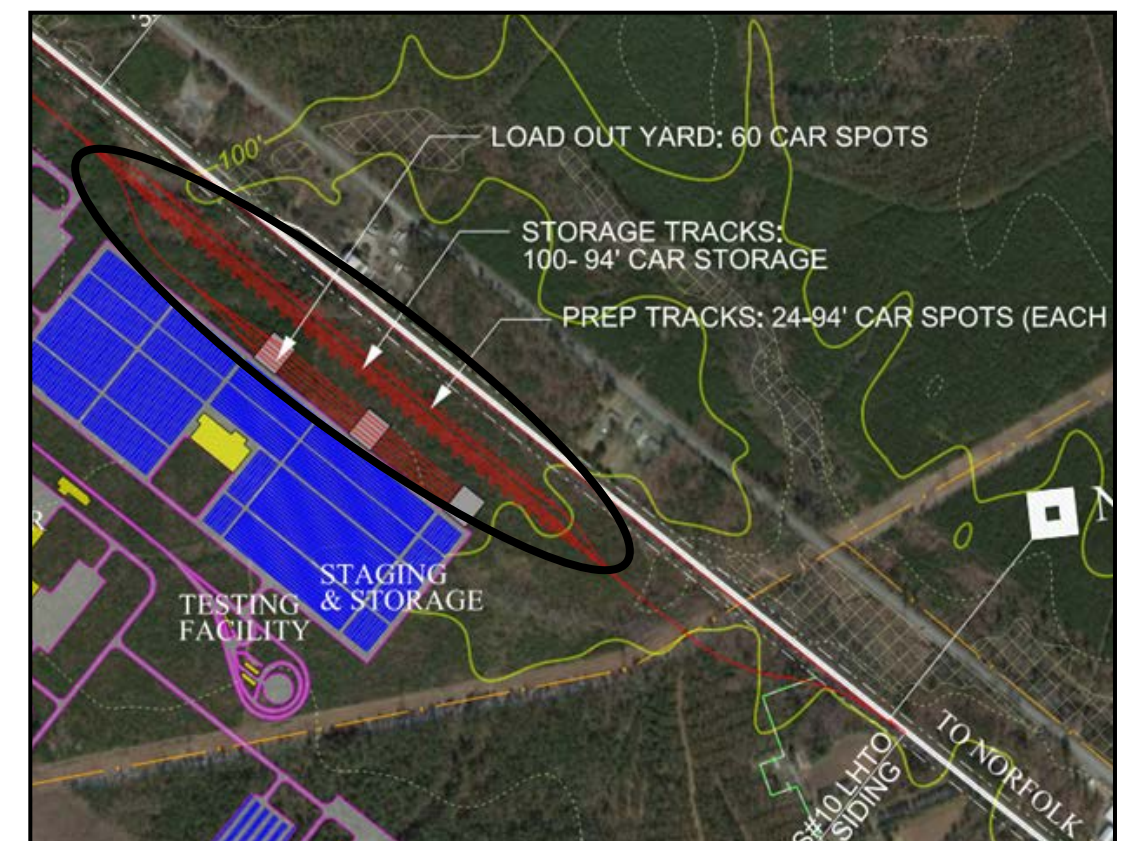 100'
LOAD OUT YARD: 60 CAR SPOTS
STORAGE TRACKS:
100- 94' CAR STORAGE
PREP TRACKS: 24-94' CAR SPOTS (EACH
N
R
STAGING
& STORAGE
TESTING
FACILITY
TO NORFOLK
S#10 LHTO
SIDING